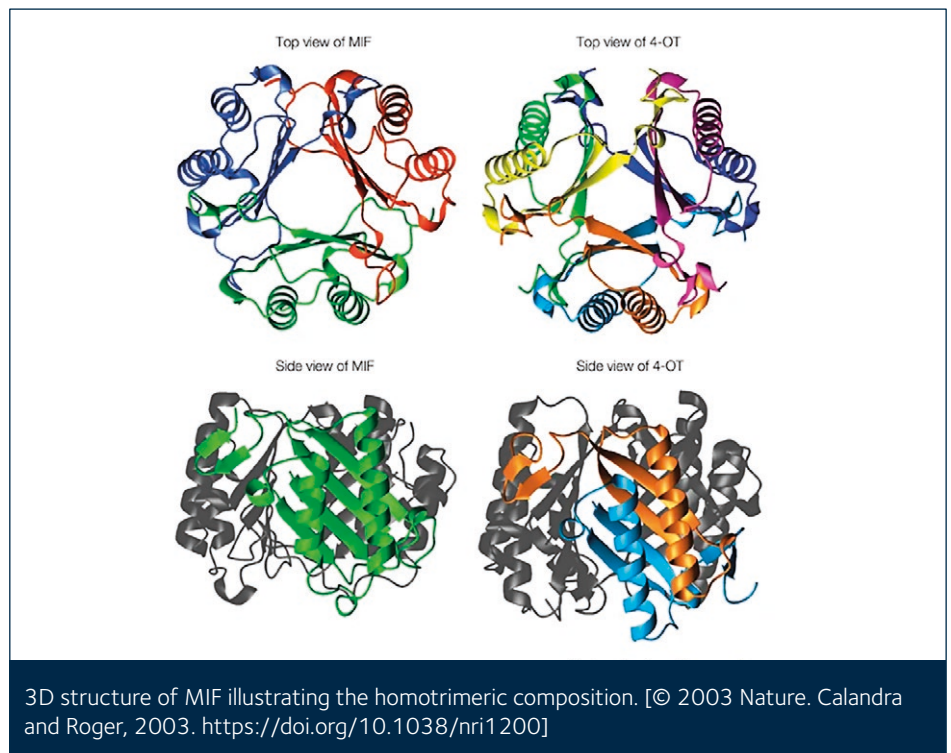 Top view of MIF
Top view of 4-OT
Side view of MIF
Side view of 4-OT
3D structure of MIF illustrating the homotrimeric composition. [© 2003 Nature. Calandra
and Roger, 2003. https://doi.org/10.1038/nri1200]